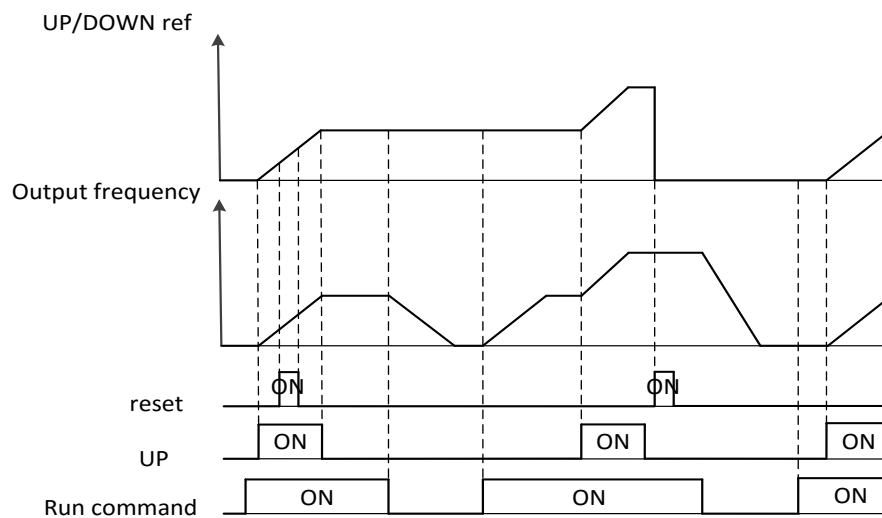 UP/DOWN ref
Output frequency
ON ON
reset
ON ON ON
UP
ON ON ON
Run command